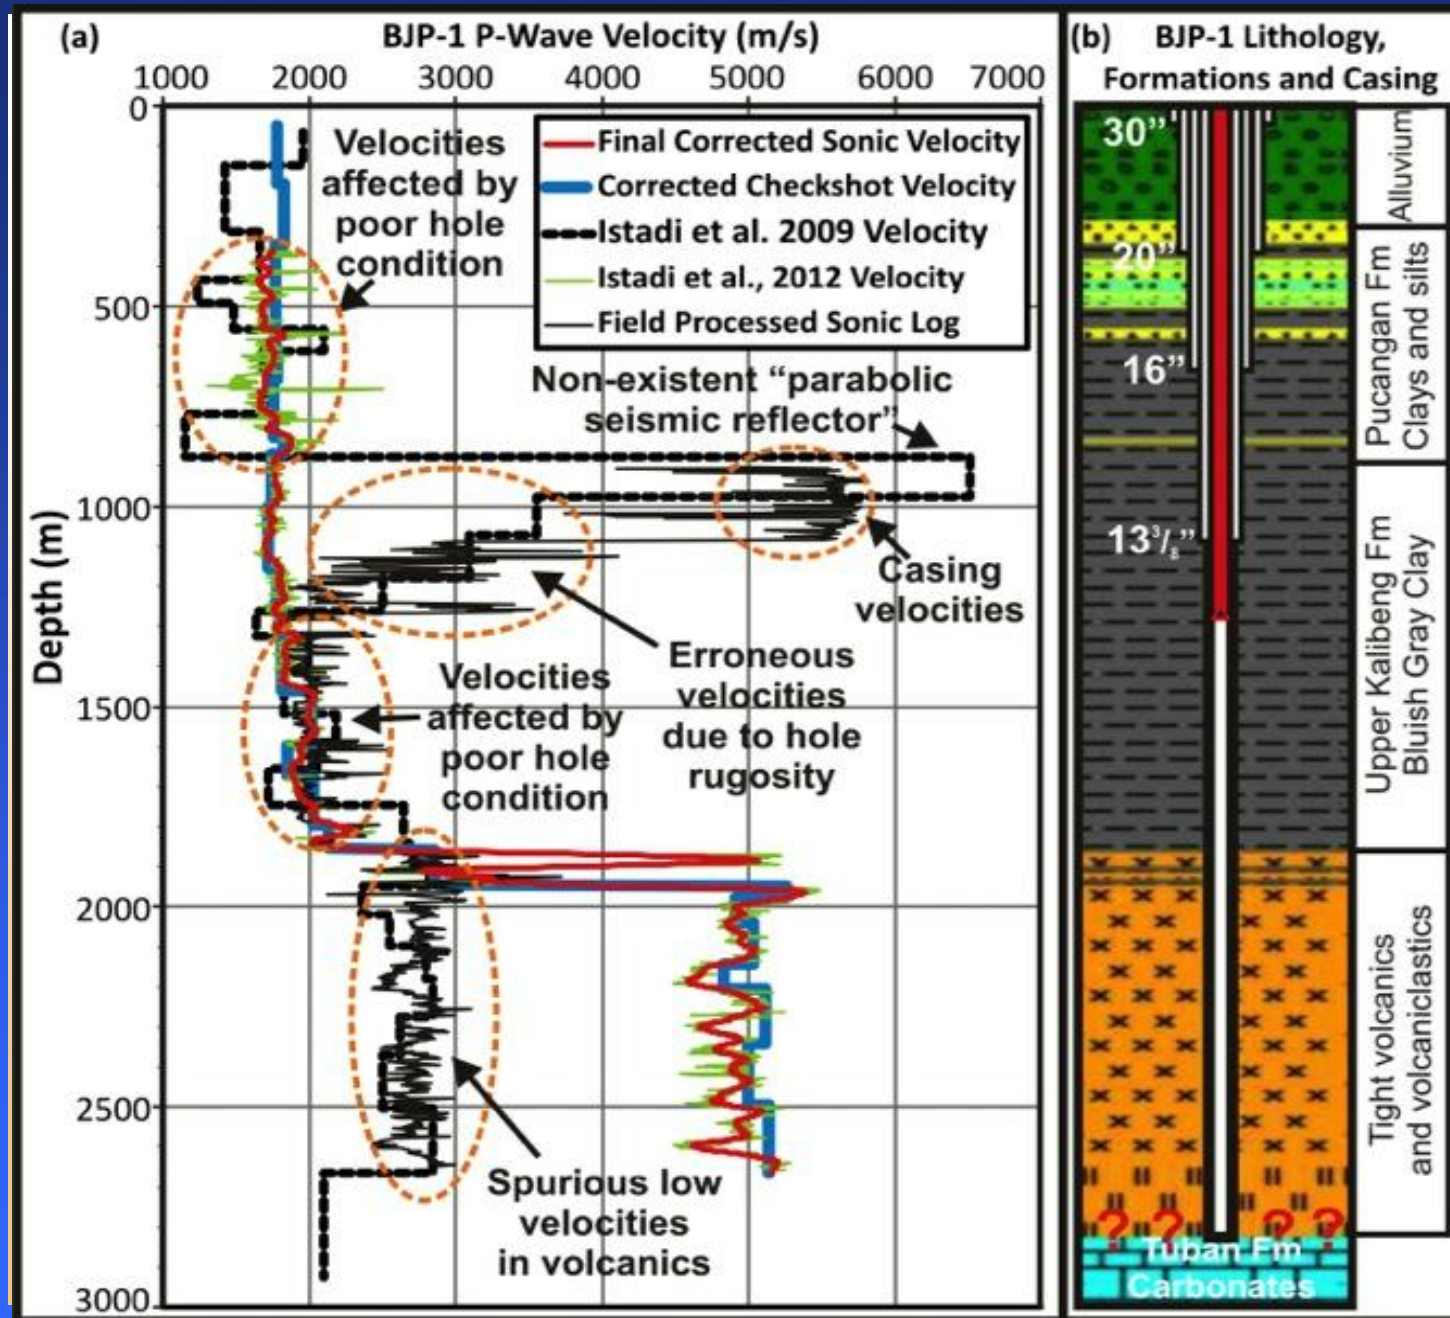 (a) BJP-1 P-Wave Velocity (m/s)
1000 2000 3000 4000 5000 6000 7000
0
500
1000
1500
2000
2500
3000
Depth (m)
Velocities
affected by
poor hole
condition
Final Corrected Sonic Velocity
Corrected Checkshot Velocity
Istadi et al. 2009 Velocity
Istadi et al., 2012 Velocity
Field Processed Sonic Log
Non-existent “parabolic
seismic reflector”
Casing
velocities
Erroneous
velocities
due to hole
rugosity
Velocities
affected by
poor hole
condition
Spurious low
velocities
in volcanics
(b) BJP-1 Lithology,
Formations and Casing
30”
20”
16”
13³/₈”
Alluvium
Pucangan Fm
Clays and silts
Upper Kalibeng Fm
Bluish Gray Clay
Tight volcanics
and volcaniclastics
? ? ? ?
Tuban Fm
Carbonates